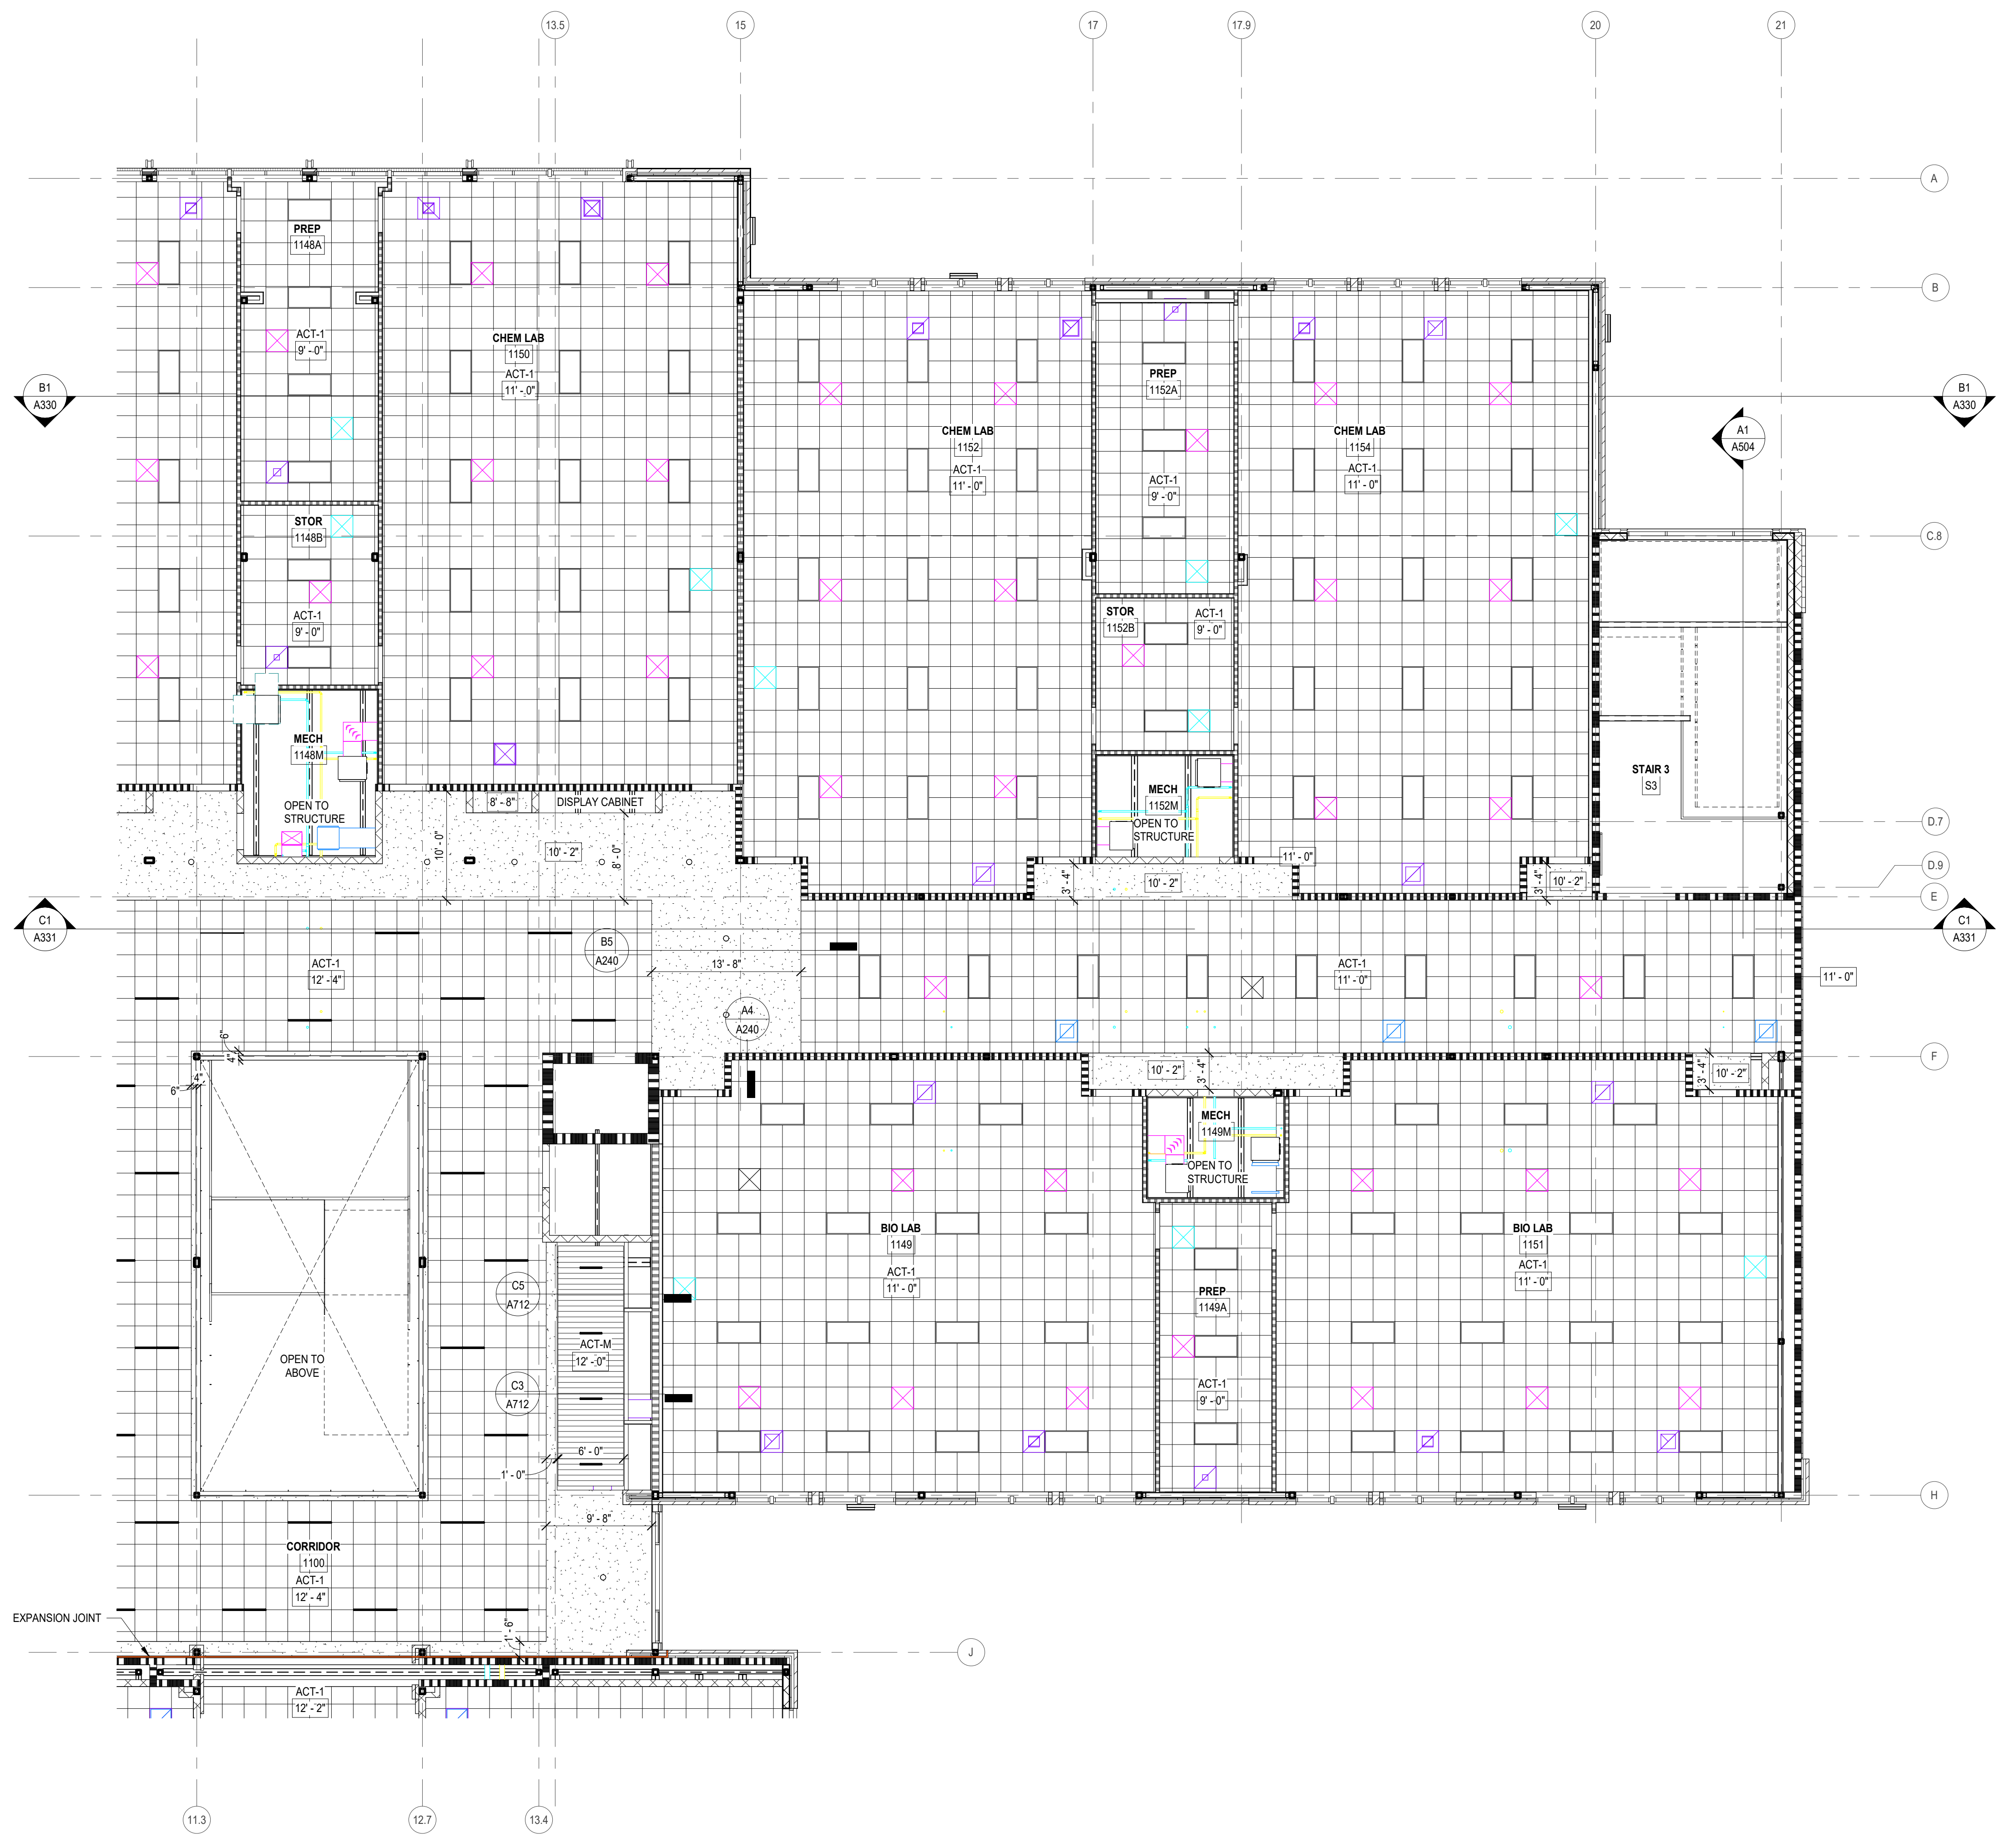 13.5
15
17
17.9
20
21
A
B
PREP
1148A
ACT-1
9' - 0"
CHEM LAB
1150
ACT-1
11' - 0"
PREP
1152A
B1
A330
B1
A330
A1
A504
CHEM LAB
1152
ACT-1
11' - 0"
CHEM LAB
1154
ACT-1
11' - 0"
ACT-1
9' - 0"
STOR
1148B
C.8
ACT-1
9' - 0"
STOR
1152B
ACT-1
9' - 0"
MECH
1148M
OPEN TO
STRUCTURE
STAIR 3
S3
MECH
1152M
OPEN TO
STRUCTURE
8' - 8"
DISPLAY CABINET
D.7
10' - 0"
10' - 2"
8' - 0"
11' - 0"
D.9
3' - 4"
10' - 2"
3' - 4"
10' - 2"
E
C1
A331
C1
A331
B5
A240
ACT-1
12' - 4"
13' - 8"
ACT-1
11' - 0"
11' - 0"
A4
A240
6"
4"
F
4"
6"
10' - 2"
3' - 4"
3' - 4"
10' - 2"
MECH
1149M
OPEN TO
STRUCTURE
BIO LAB
1149
ACT-1
11' - 0"
BIO LAB
1151
ACT-1
11' - 0"
C5
A712
PREP
1149A
ACT-M
12' - 0"
OPEN TO
ABOVE
C3
A712
ACT-1
9' - 0"
6' - 0"
1' - 0"
H
9' - 8"
CORRIDOR
1100
ACT-1
12' - 4"
EXPANSION JOINT
1' - 6"
J
ACT-1
12' - 2"
11.3
12.7
13.4